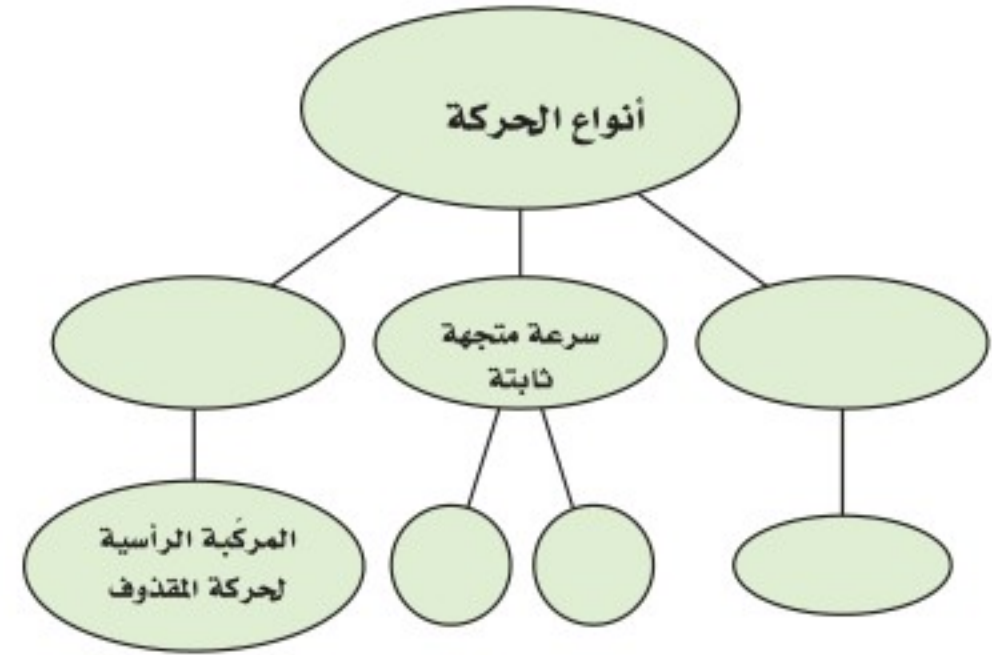 أنواع الحركة
سرعة متجهة
ثابتة
المركَبة الرأسية
لحركة المقذوف